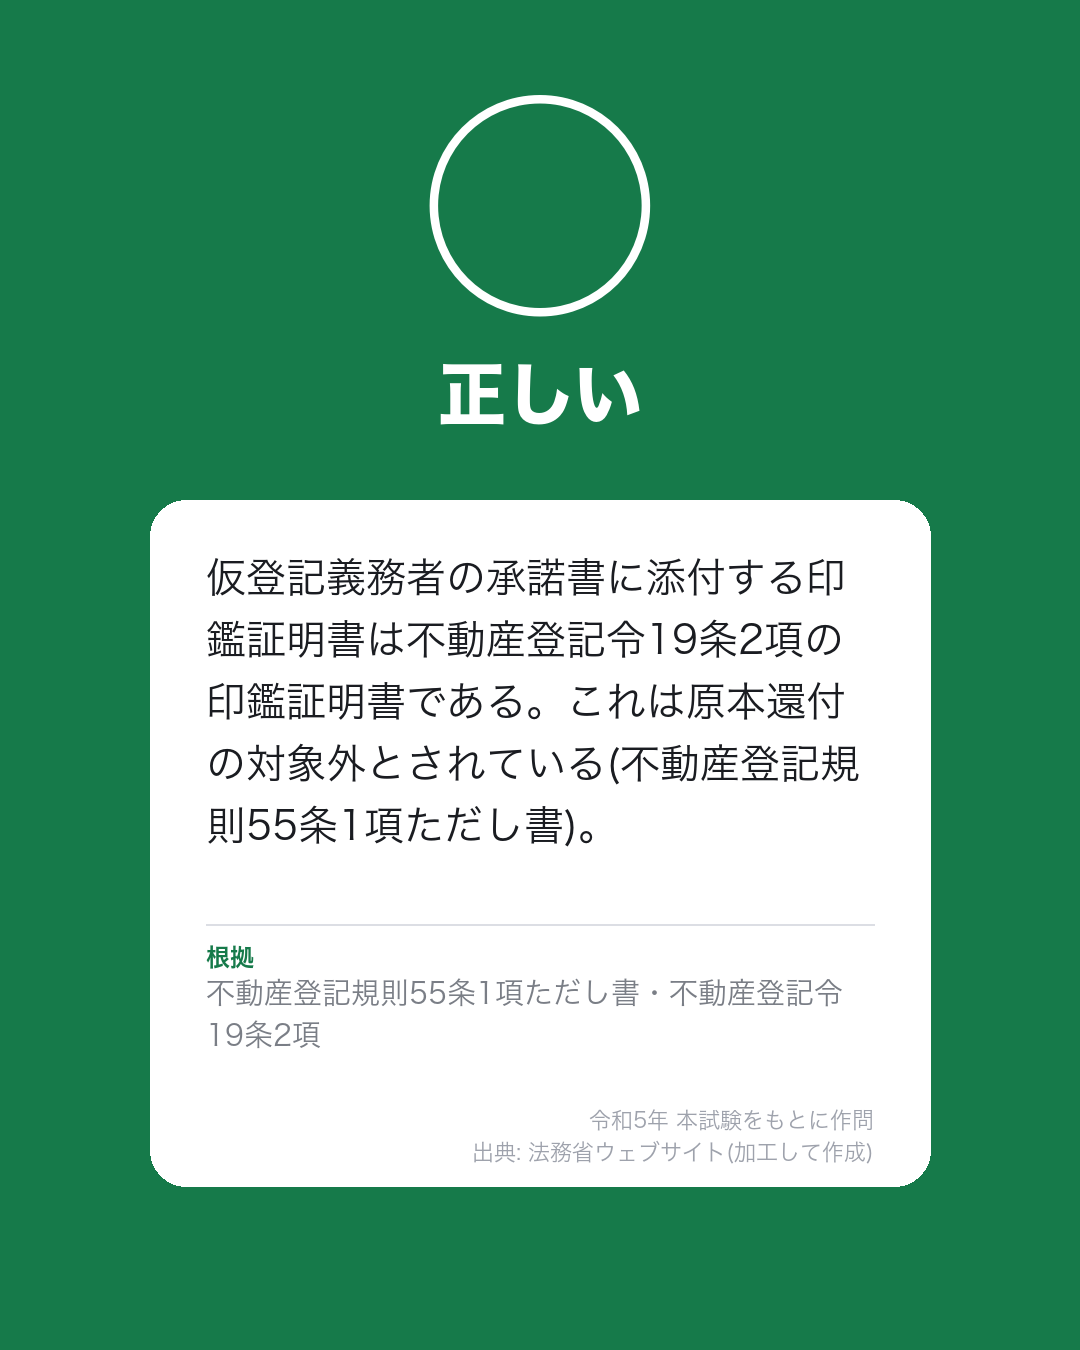 正しい
仮登記義務者の承諾書に添付する印
鑑証明書は不動産登記令19条2項の
印鑑証明書である。これは原本還付
の対象外とされている(不動産登記規
則55条1項ただし書)。
根拠
不動産登記規則55条1項ただし書・不動産登記令
19条2項
令和5年 本試験をもとに作問
出典: 法務省ウェブサイト(加工して作成)